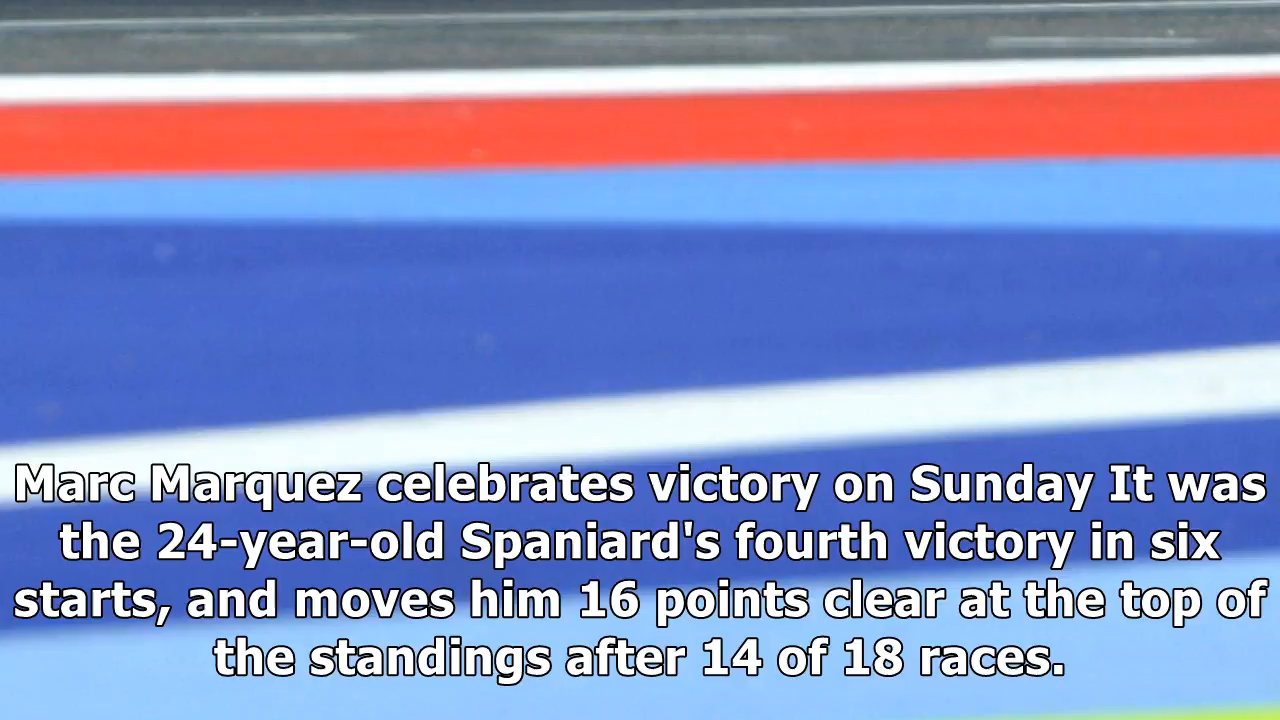 Marc Marquez celebrates victory on Sunday It was
the 24-year-old Spaniard's fourth victory in six
starts, and moves him 16 points clear at the top of
the standings after 14 of 18 races.